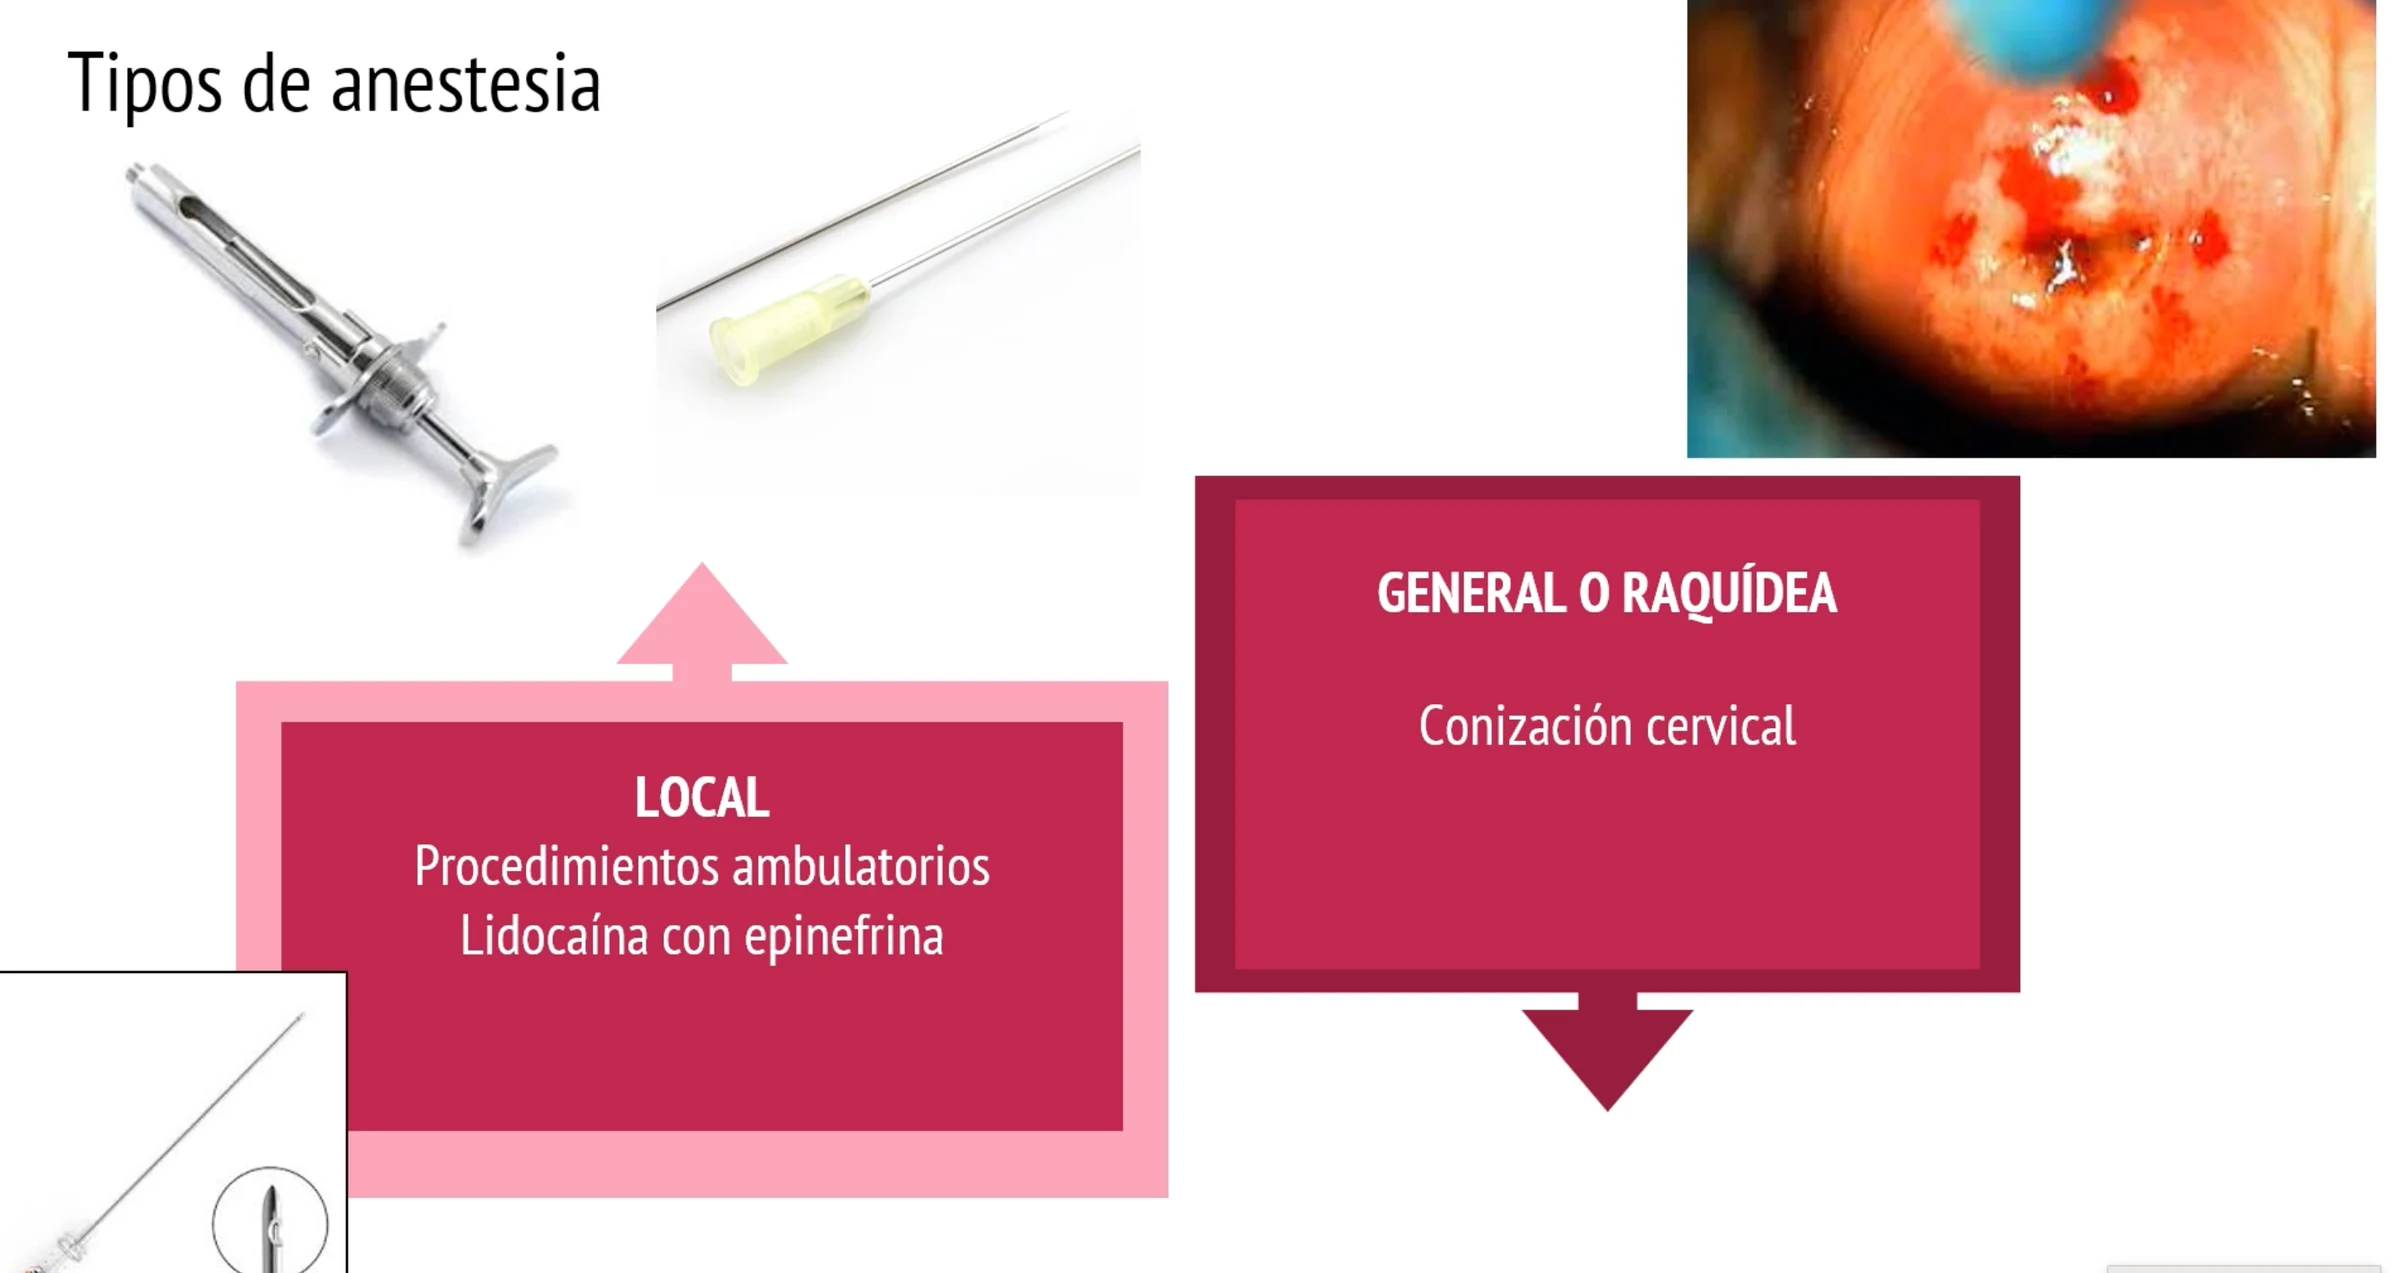 Tipos de anestesia
LOCAL
Procedimientos ambulatorios
Lidocaína con epinefrina
GENERAL O RAQUÍDEA
Conización cervical